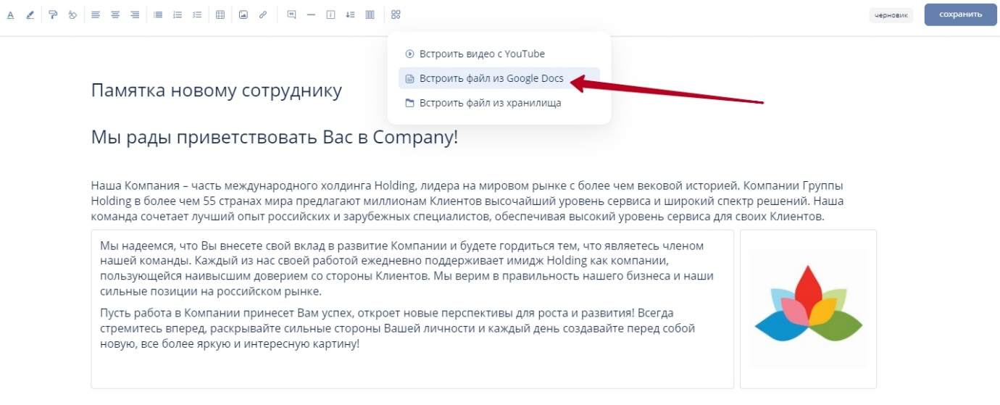 черновик
сохранить
Встроить видео с YouTube
Встроить файл из Google Docs
Встроить файл из хранилища
Памятка новому сотруднику
Мы рады приветствовать Вас в Company!
Наша Компания – часть международного холдинга Holding, лидера на мировом рынке с более чем вековой историей. Компании Группы
Holding в более чем 55 странах мира предлагают миллионам Клиентов высочайший уровень сервиса и широкий спектр решений. Наша
команда сочетает лучший опыт российских и зарубежных специалистов, обеспечивая высокий уровень сервиса для своих Клиентов.
Мы надеемся, что Вы внесете свой вклад в развитие Компании и будете гордиться тем, что являетесь членом
нашей команды. Каждый из нас своей работой ежедневно поддерживает имидж Holding как компании,
пользующейся наивысшим доверием со стороны Клиентов. Мы верим в правильность нашего бизнеса и наши
сильные позиции на российском рынке.
Пусть работа в Компании принесет Вам успех, откроет новые перспективы для роста и развития! Всегда
стремитесь вперед, раскрывайте сильные стороны Вашей личности и каждый день создавайте перед собой
новую, все более яркую и интересную картину!